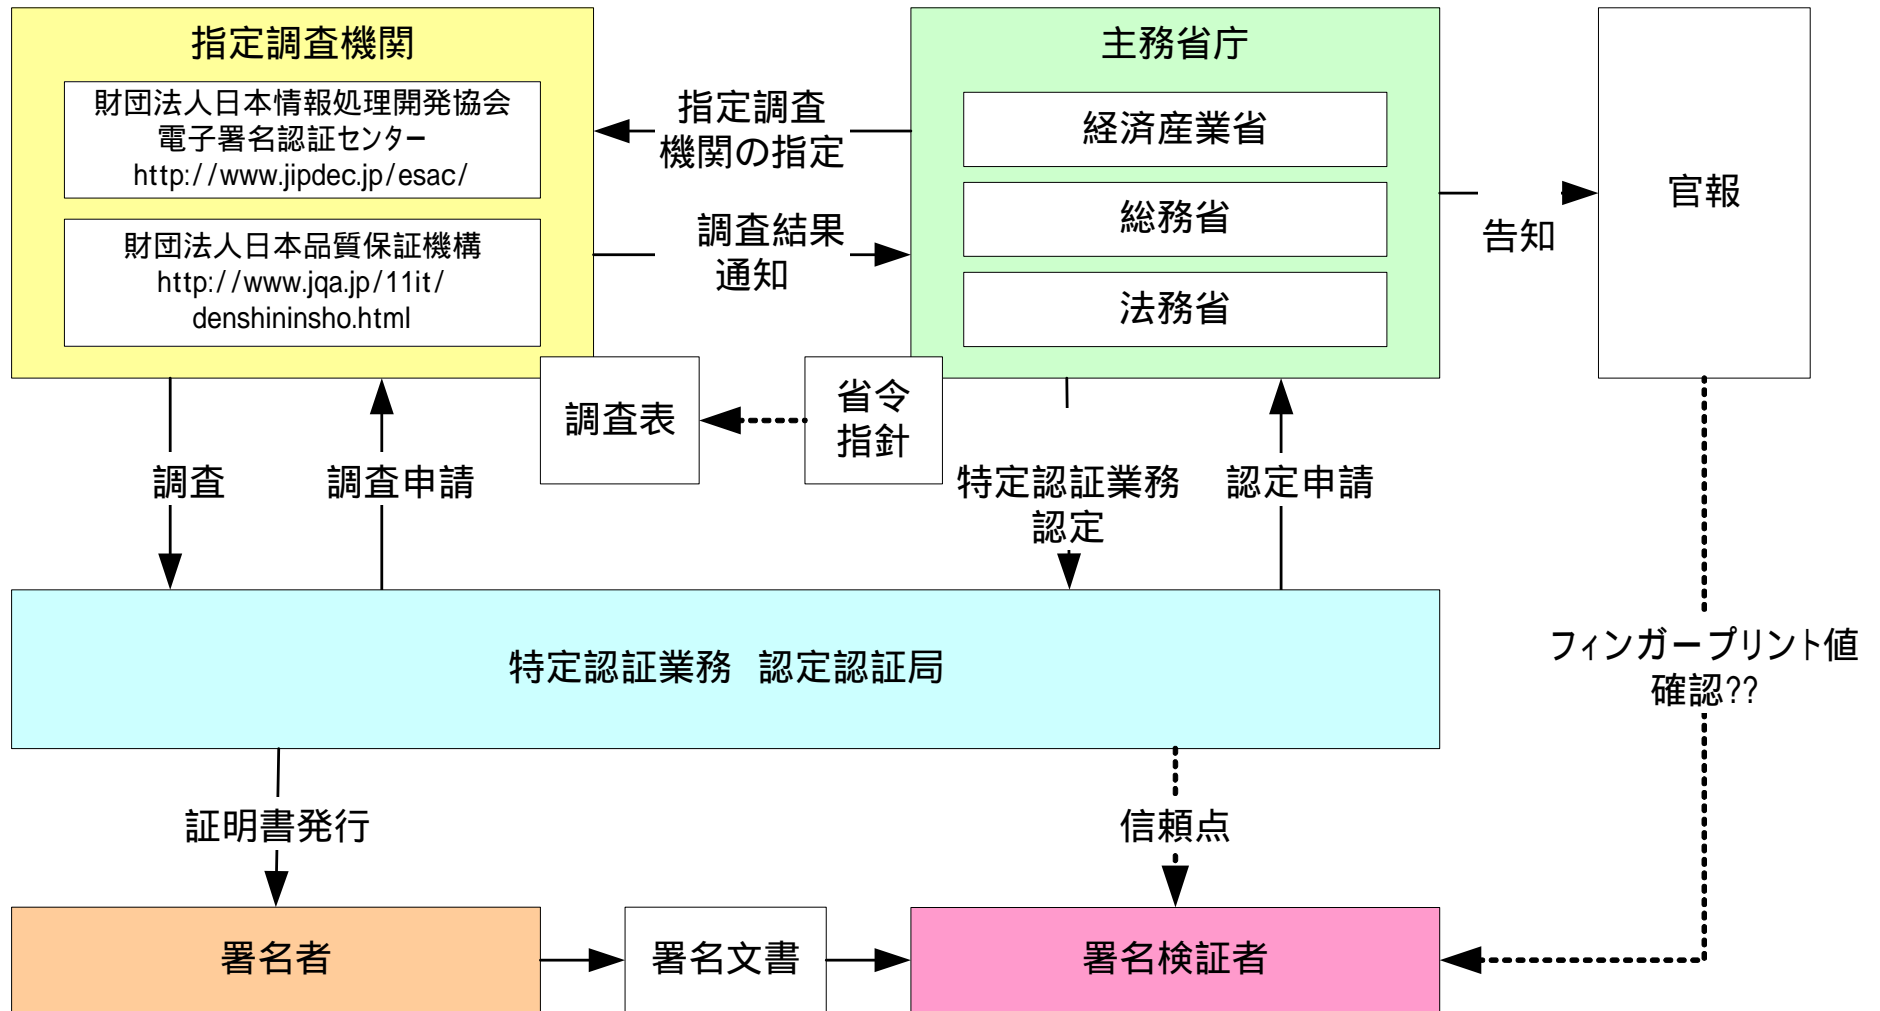 指定調査機関
財団法人日本情報処理開発協会
電子署名認証センター
http://www.jipdec.jp/esac/
財団法人日本品質保証機構
http://www.jqa.jp/11it/
denshininsho.html
指定調査
機関の指定
調査結果
通知
主務省庁
経済産業省
総務省
法務省
告知
官報
調査表
省令
指針
調査
調査申請
特定認証業務
認定
認定申請
特定認証業務 認定認証局
フィンガープリント値
確認??
証明書発行
信頼点
署名者
署名文書
署名検証者